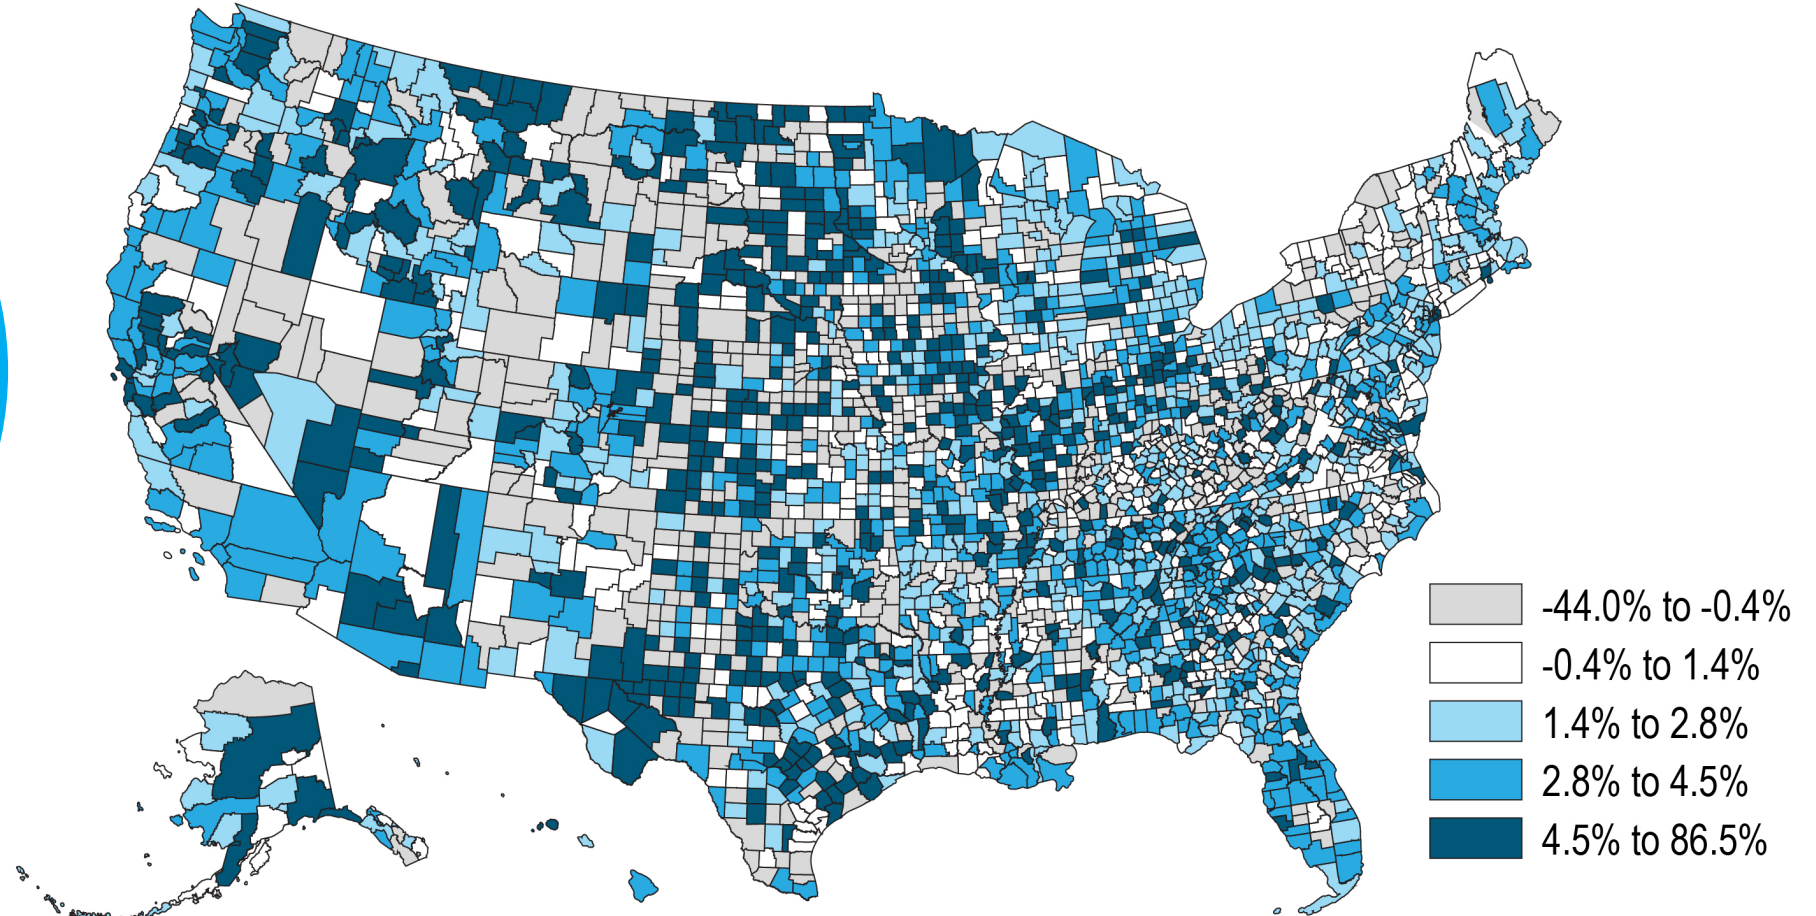 -44.0% to -0.4%
-0.4% to 1.4%
1.4% to 2.8%
2.8% to 4.5%
4.5% to 86.5%